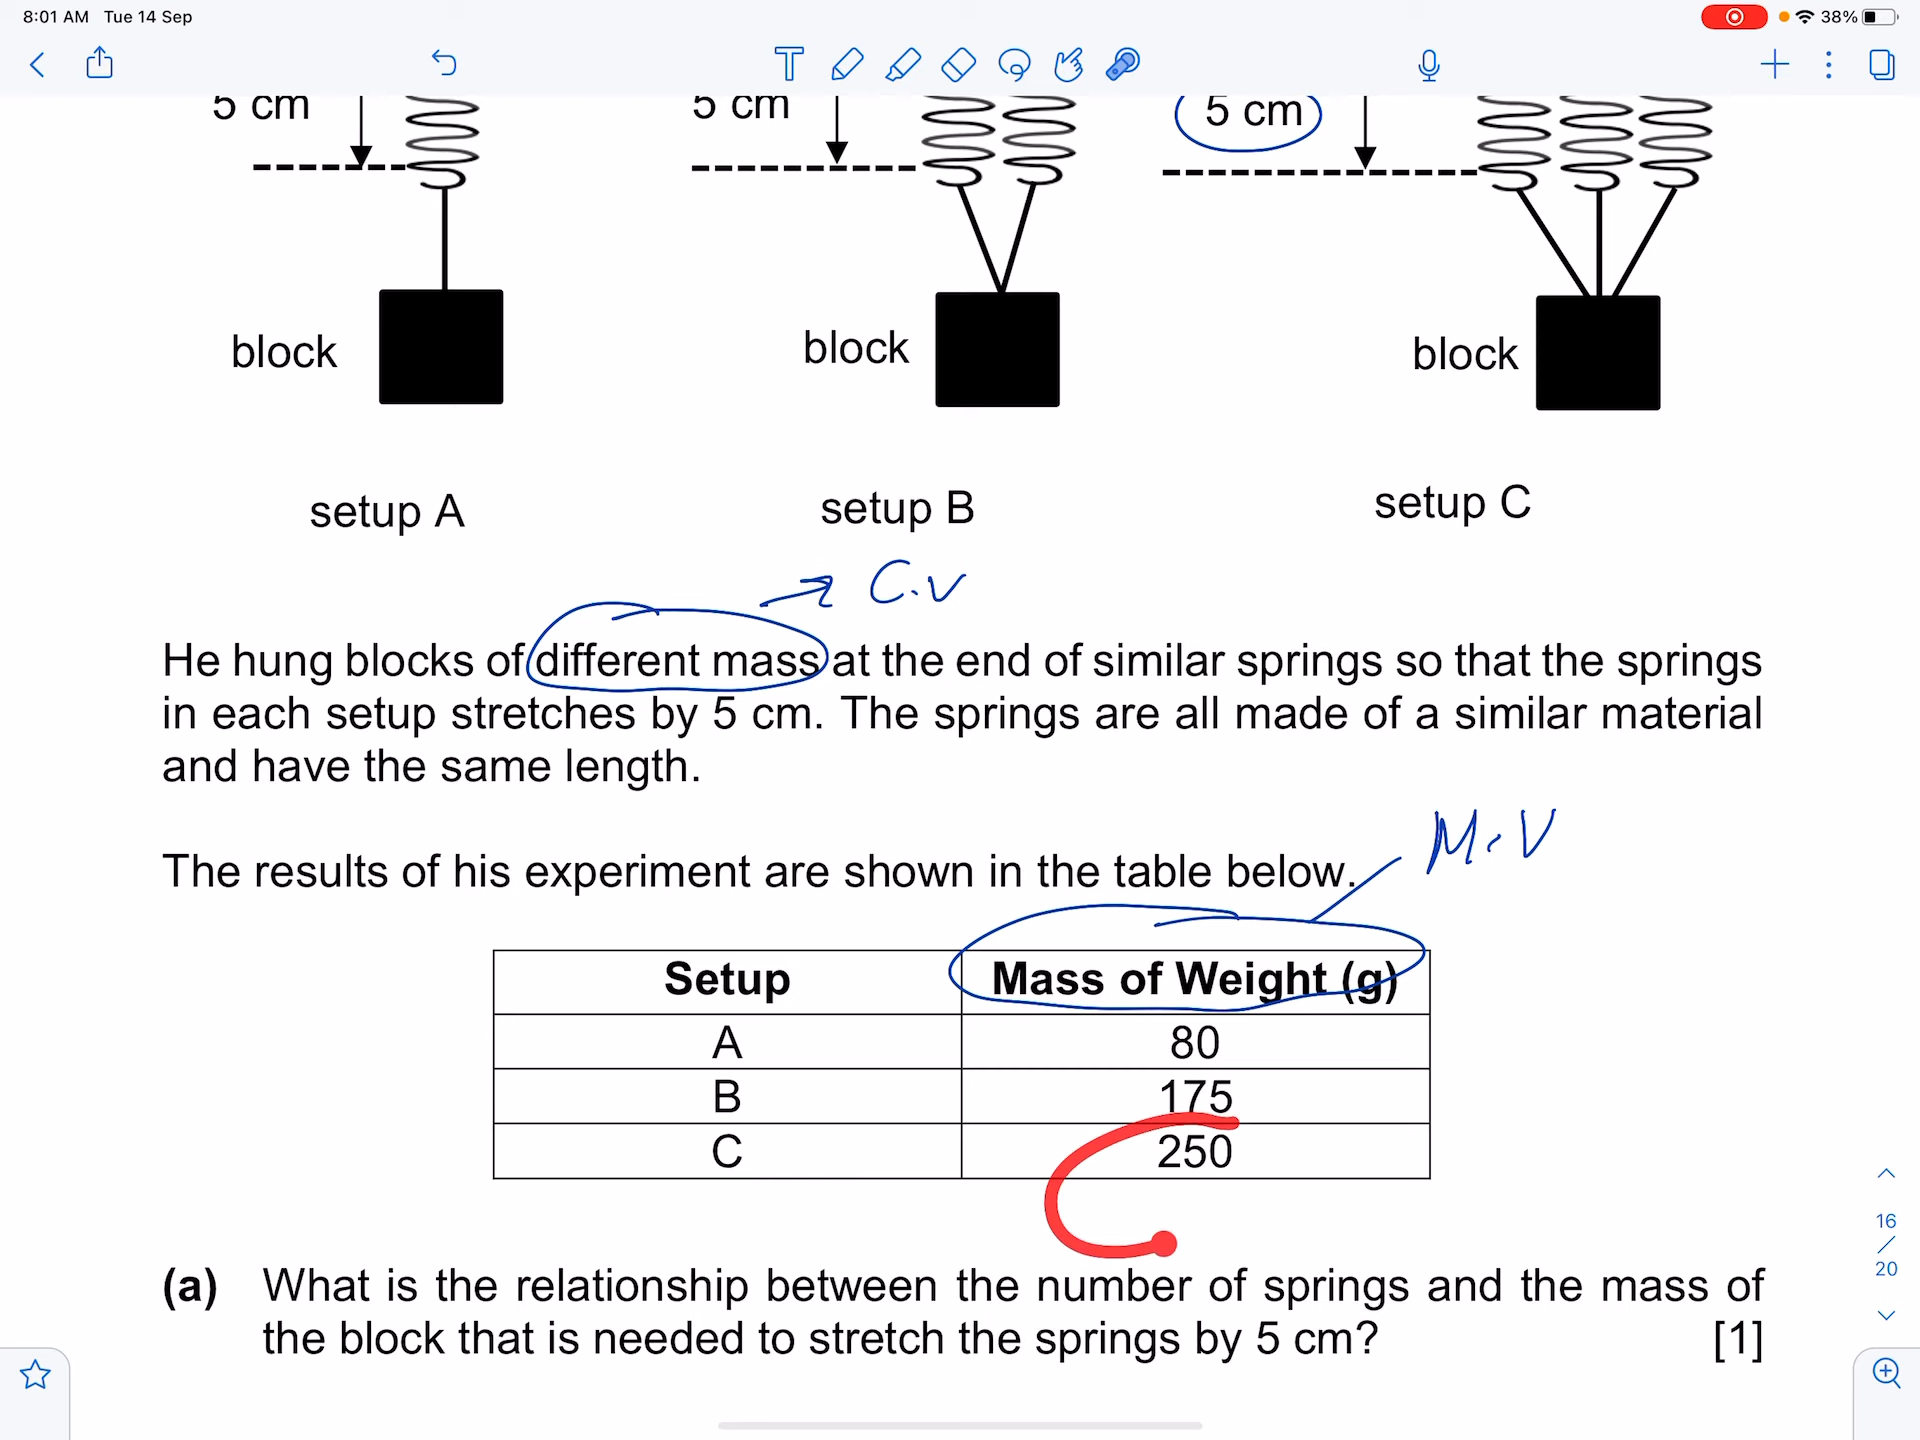 8:01 AM Tue 14 Sep
38%
5 cm
5 cm
5 cm
block
block
block
setup A
setup B
setup C
C.V
He hung blocks of different mass at the end of similar springs so that the springs
in each setup stretches by 5 cm. The springs are all made of a similar material
and have the same length.
M.V
The results of his experiment are shown in the table below.
Setup Mass of Weight (g)
A 80
B 175
C 250
(a) What is the relationship between the number of springs and the mass of
the block that is needed to stretch the springs by 5 cm? [1]
16
/
20